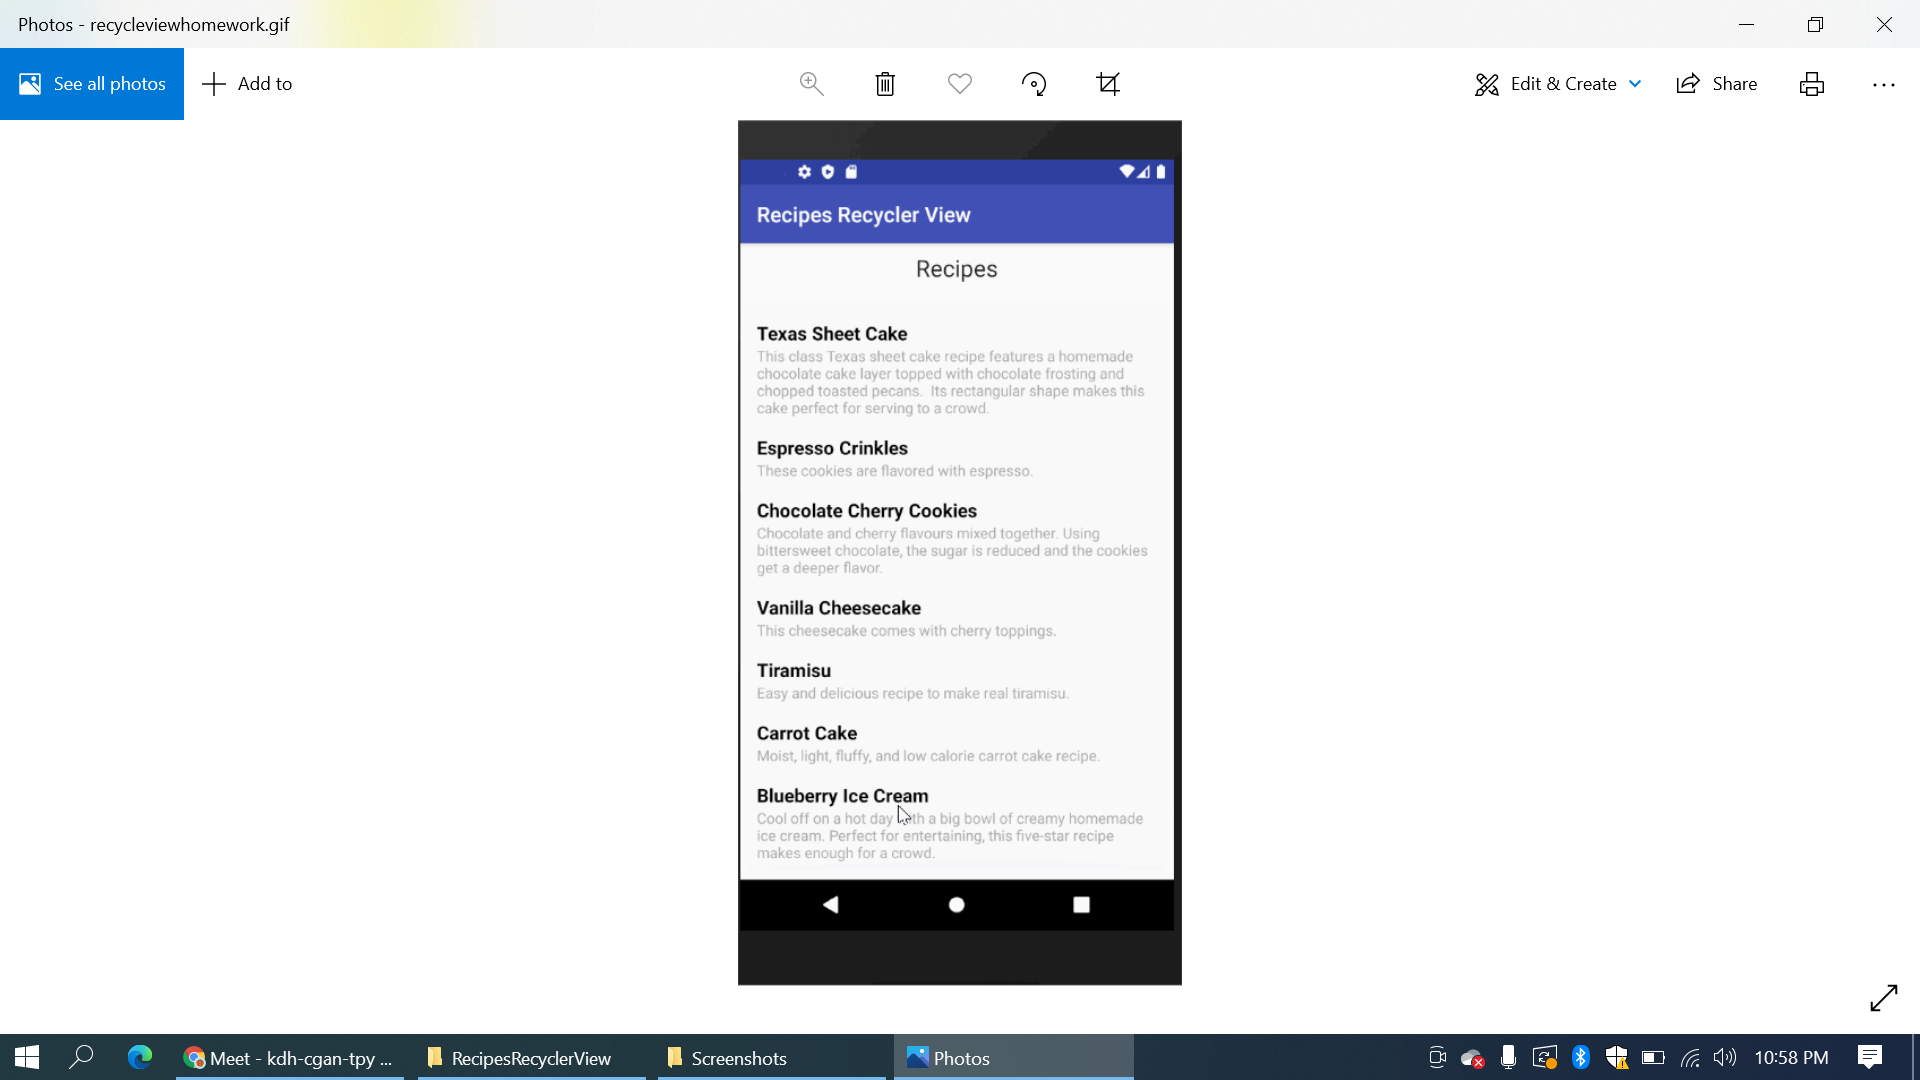 Photos - recycleviewhomework.gif
See all photos
Add to
Edit & Create
Share
Recipes Recycler View
Recipes
Texas Sheet Cake
This class Texas sheet cake recipe features a homemade
chocolate cake layer topped with chocolate frosting and
chopped toasted pecans. Its rectangular shape makes this
cake perfect for serving to a crowd.
Espresso Crinkles
These cookies are flavored with espresso.
Chocolate Cherry Cookies
Chocolate and cherry flavours mixed together. Using
bittersweet chocolate, the sugar is reduced and the cookies
get a deeper flavor.
Vanilla Cheesecake
This cheesecake comes with cherry toppings.
Tiramisu
Easy and delicious recipe to make real tiramisu.
Carrot Cake
Moist, light, fluffy, and low calorie carrot cake recipe.
Blueberry Ice Cream
Cool off on a hot day with a big bowl of creamy homemade
ice cream. Perfect for entertaining, this five-star recipe
makes enough for a crowd.
Meet - kdh-cgan-tpy ...
RecipesRecyclerView
Screenshots
Photos
10:58 PM